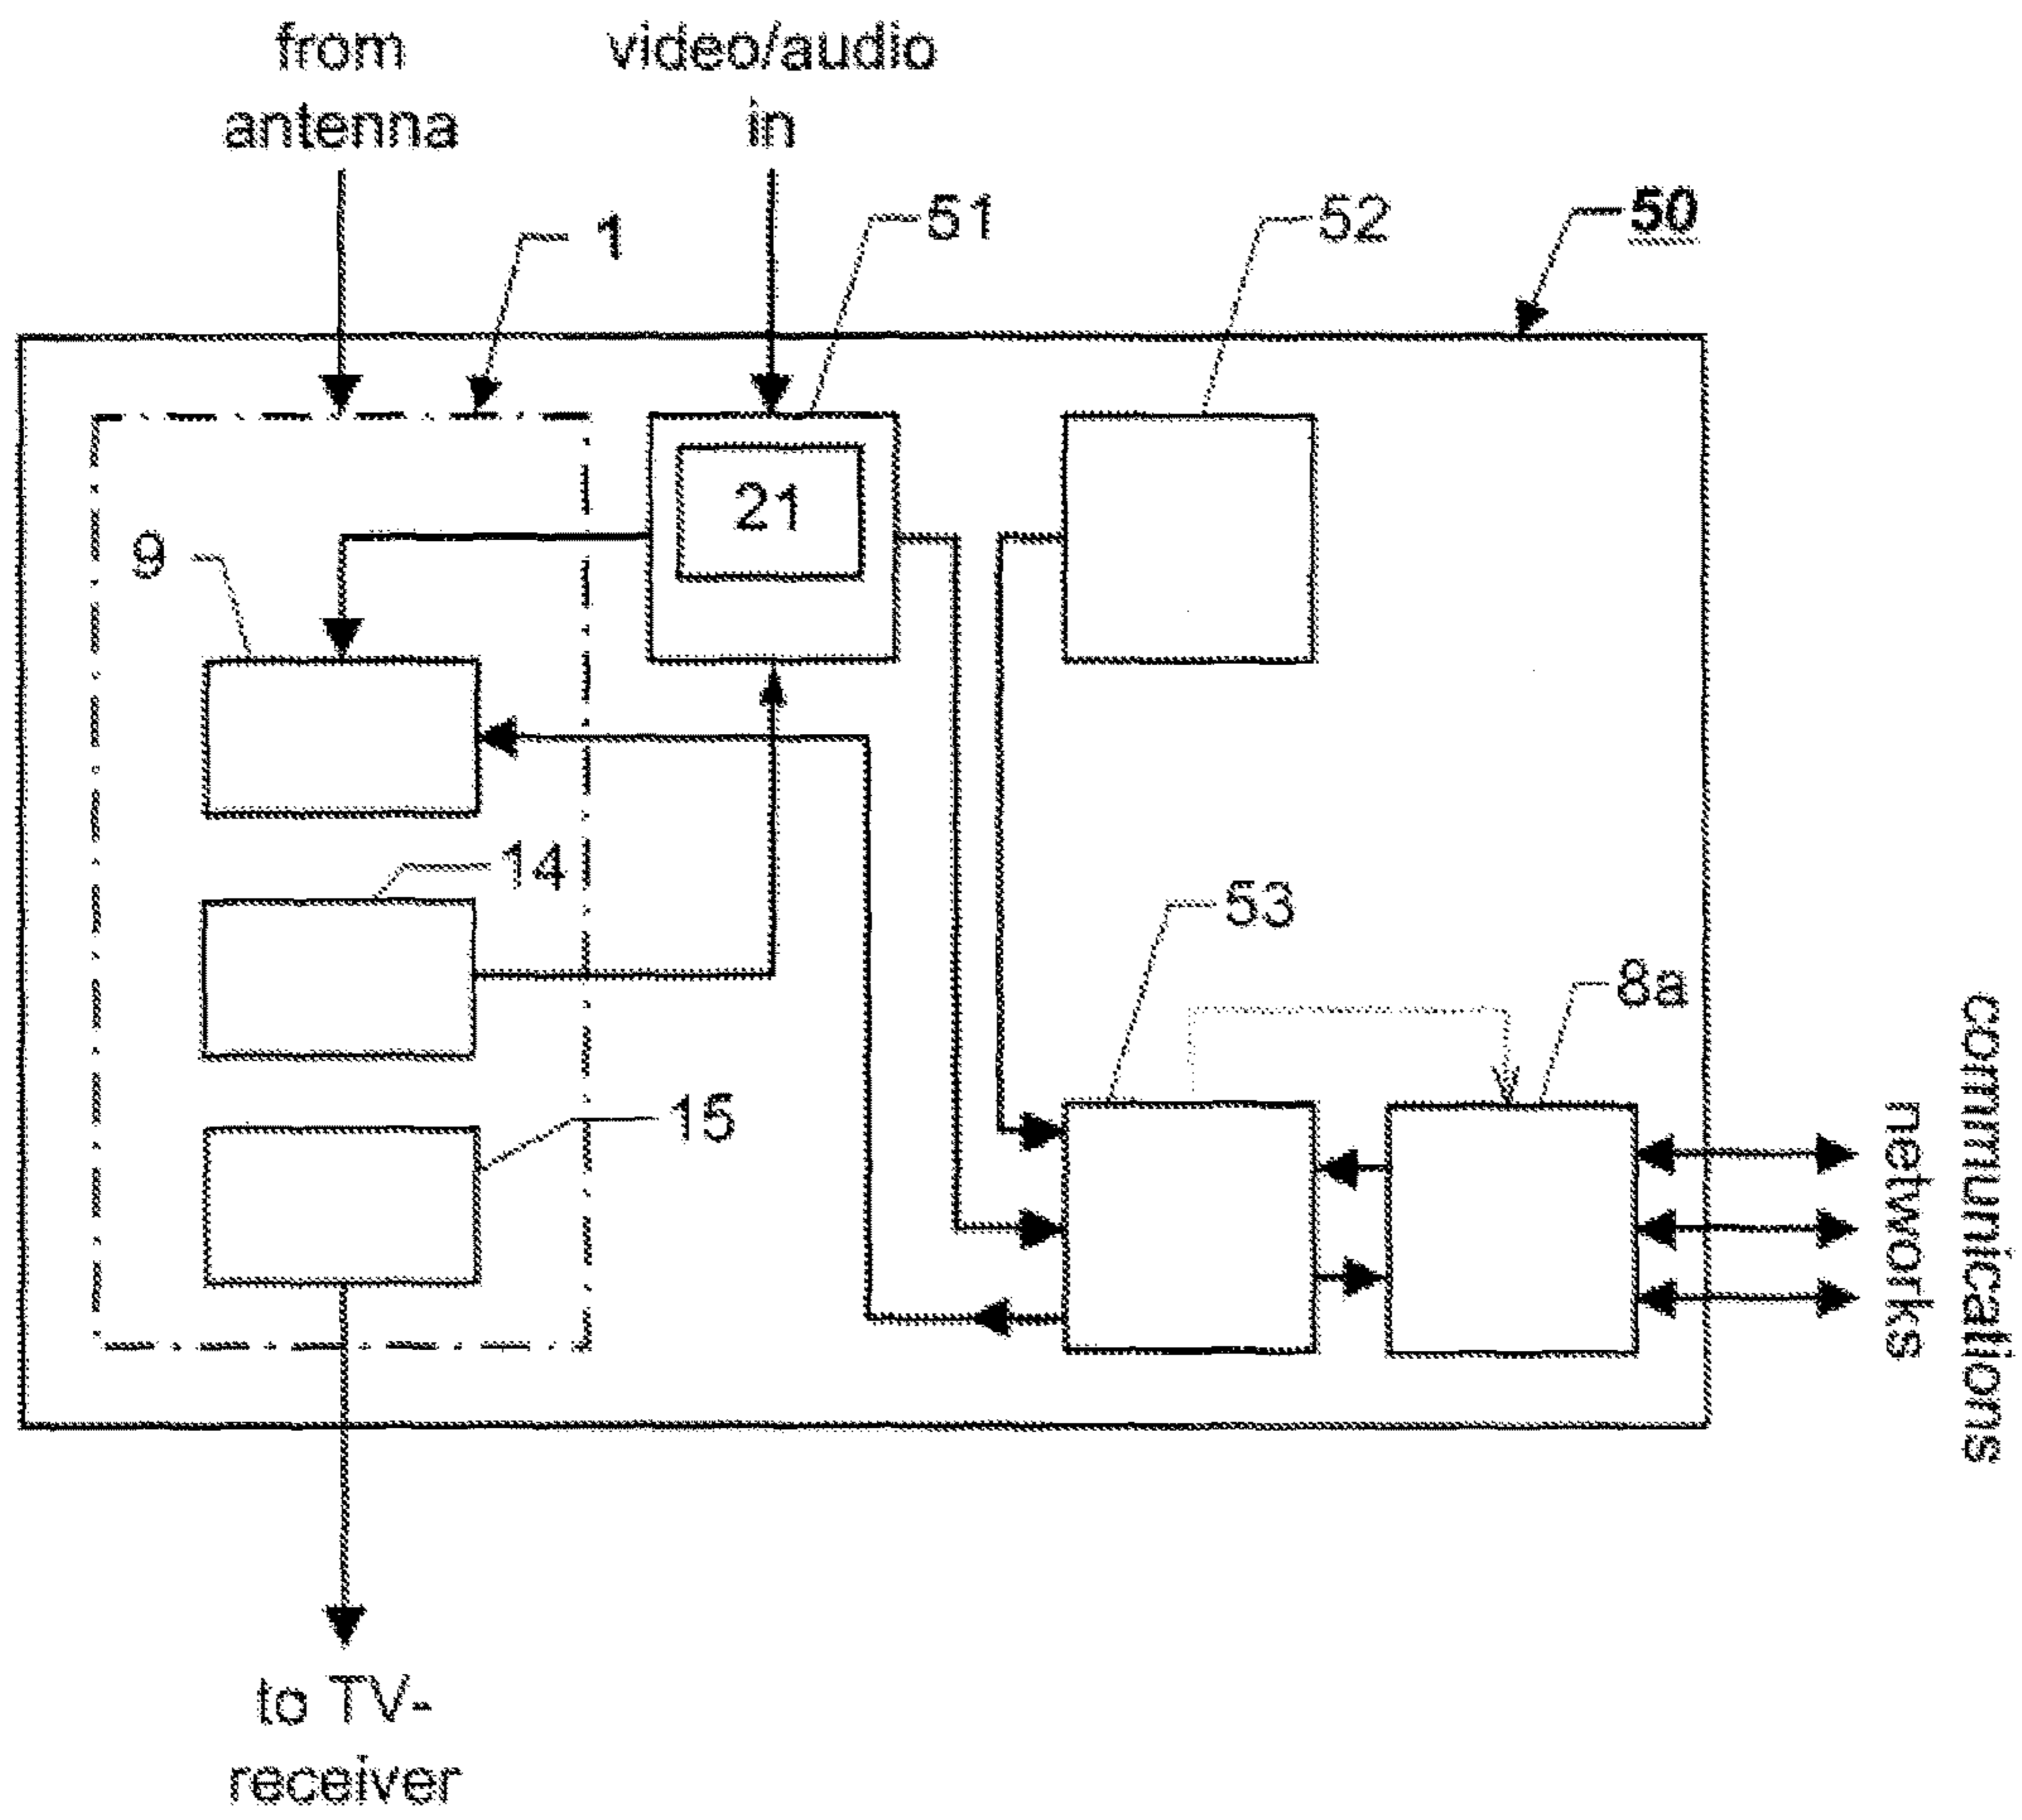 from
antenna
video/audio
in
1
51
52
50
21
9
14
53
8a
15
communications
networks
to TV-
receiver